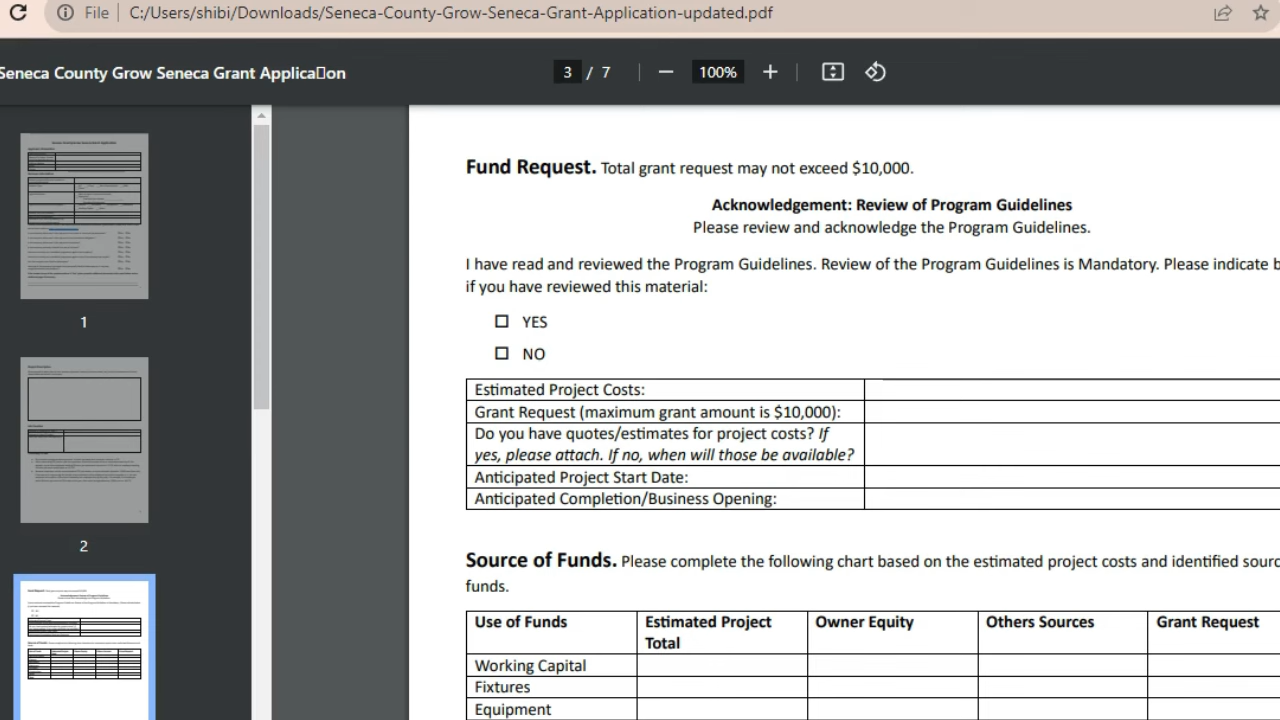 File C:/Users/shibi/Downloads/Seneca-County-Grow-Seneca-Grant-Application-updated.pdf
Seneca County Grow Seneca Grant Applica▯on
3 / 7
100%
1
2
Fund Request. Total grant request may not exceed $10,000.
Acknowledgement: Review of Program Guidelines
Please review and acknowledge the Program Guidelines.
I have read and reviewed the Program Guidelines. Review of the Program Guidelines is Mandatory. Please indicate
if you have reviewed this material:
☐ YES
☐ NO
Estimated Project Costs:
Grant Request (maximum grant amount is $10,000):
Do you have quotes/estimates for project costs? If
yes, please attach. If no, when will those be available?
Anticipated Project Start Date:
Anticipated Completion/Business Opening:
Source of Funds. Please complete the following chart based on the estimated project costs and identified
funds.
Use of Funds Estimated Project Owner Equity Others Sources Grant Request
Total
Working Capital
Fixtures
Equipment